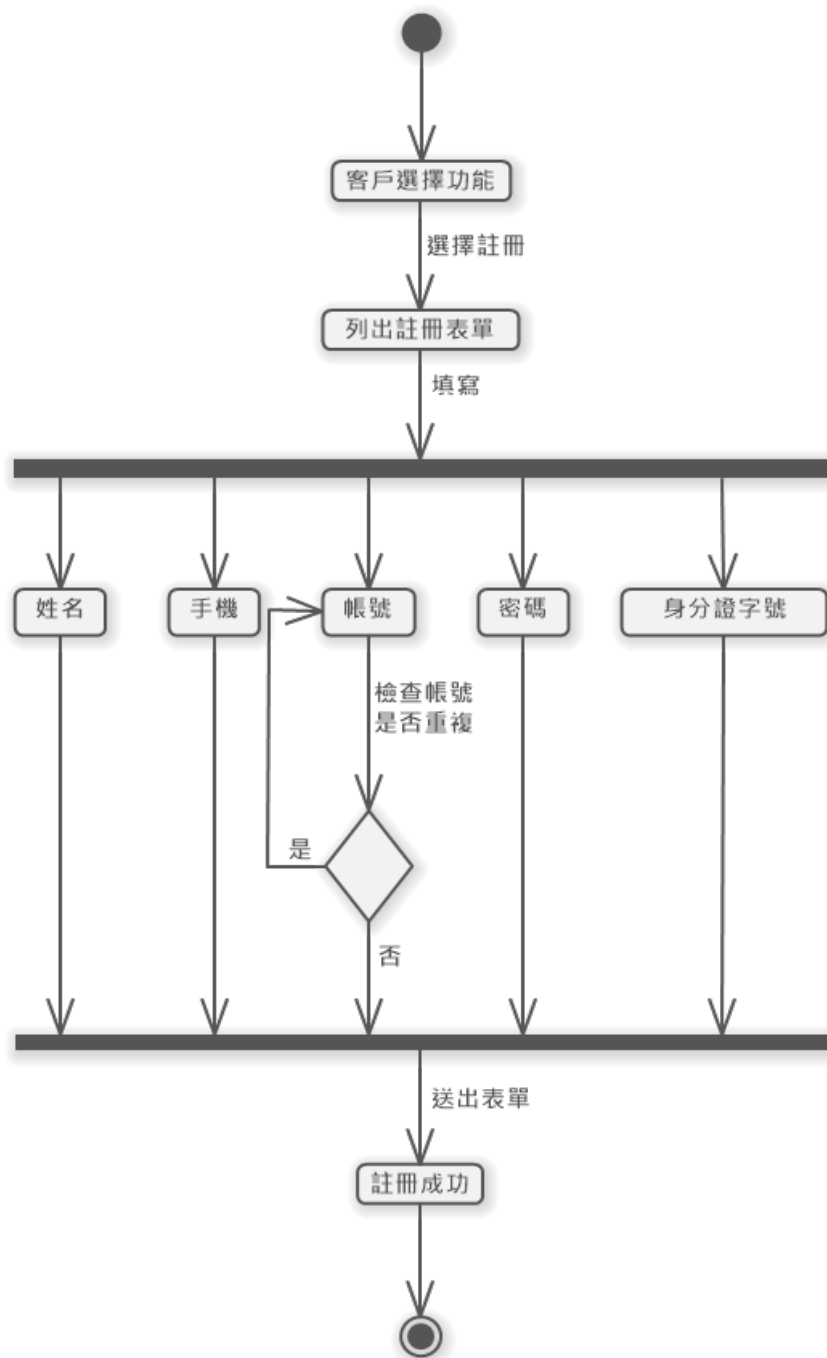 客戶選擇功能
選擇註冊
列出註冊表單
填寫
姓名
手機
帳號
密碼
身分證字號
檢查帳號
是否重複
是
否
送出表單
註冊成功